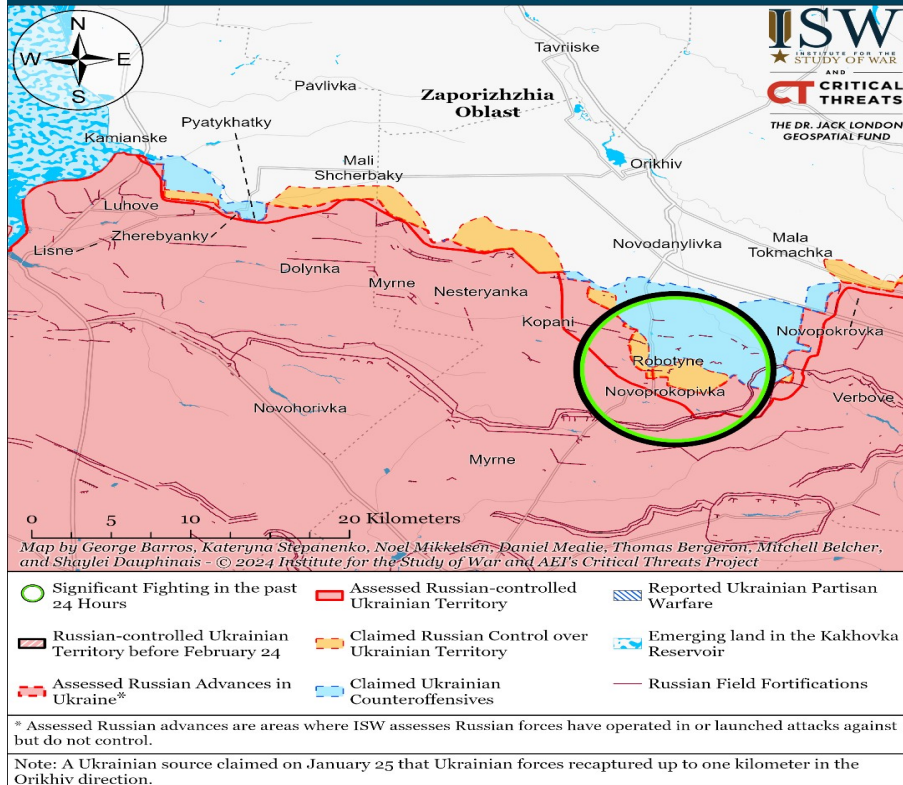 N
W E
S
ISW
INSTITUTE FOR THE
STUDY OF WAR
AND
CT CRITICAL
THREATS
THE DR. JACK LONDON
GEOSPATIAL FUND
Tavriiske
Pavlivka
Zaporizhzhia
Oblast
Pyatykhatky
Kamianske
Mali
Shcherbaky
Orikhiv
Luhove
Zherebyanky
Lisne
Novodanylivka
Mala
Tokmachka
Dolynka
Myrne
Nesteryanka
Kopani
Novopokrovka
Robotyne
Novoprokopivka
Verbove
Novohorivka
Myrne
0 5 10 20 Kilometers
Map by George Barros, Kateryna Stepanenko, Noel Mikkelsen, Daniel Mealie, Thomas Bergeron, Mitchell Belcher,
and Shaylei Dauphinais - © 2024 Institute for the Study of War and AEI's Critical Threats Project
Significant Fighting in the past
24 Hours
Russian-controlled Ukrainian
Territory before February 24
Assessed Russian Advances in
Ukraine*
Assessed Russian-controlled
Ukrainian Territory
Claimed Russian Control over
Ukrainian Territory
Claimed Ukrainian
Counteroffensives
Reported Ukrainian Partisan
Warfare
Emerging land in the Kakhovka
Reservoir
Russian Field Fortifications
* Assessed Russian advances are areas where ISW assesses Russian forces have operated in or launched attacks against
but do not control.
Note: A Ukrainian source claimed on January 25 that Ukrainian forces recaptured up to one kilometer in the
Orikhiv direction.